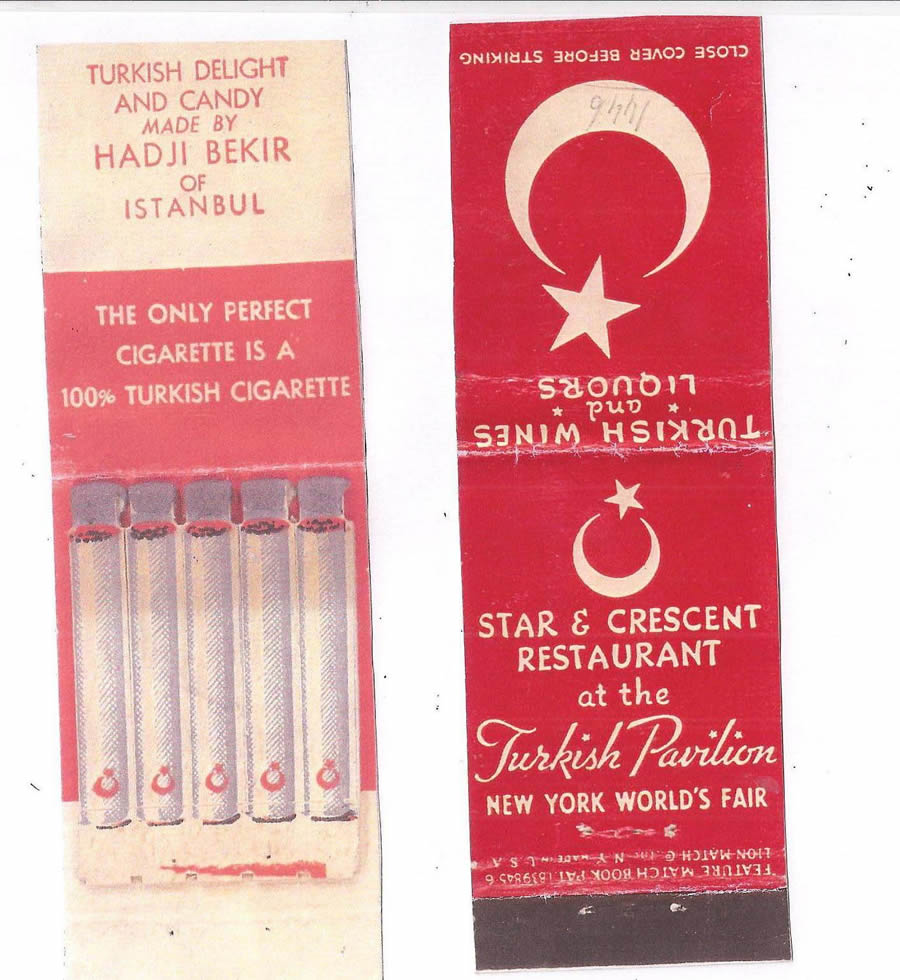 TURKISH DELIGHT
AND CANDY
MADE BY
HADJI BEKIR
OF
ISTANBUL
THE ONLY PERFECT
CIGARETTE IS A
100% TURKISH CIGARETTE
CLOSE COVER BEFORE STRIKING
1446
TURKISH WINES
and
LIQUORS
STAR & CRESCENT
RESTAURANT
at the
Turkish Pavilion
NEW YORK WORLD'S FAIR
FEATURE MATCH BOOK PAT. 1839845-6
LION MATCH CO. INC. N.Y. MADE IN U.S.A.